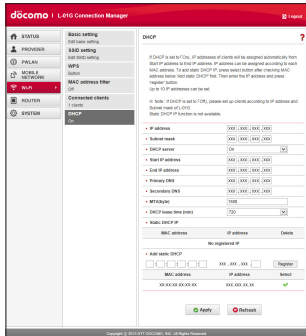 döcomo L-01G Connection Manager
Logout
STATUS
PROVIDER
PWLAN
MOBILE NETWORK
Wi-Fi
ROUTER
SYSTEM
Basic setting
Edit basic setting
SSID setting
Edit SSID setting
WPS
Button
MAC address filter
Off
Connected clients
1 clients
DHCP
On
DHCP
?
If DHCP is set to「On」, IP addresses of clients will be assigned automatically from
Start IP address to End IP address. IP address can be assigned according to each
MAC address. To add static DHCP IP, press select button after checking MAC
address below 'Add static DHCP' first. Then enter the IP address and press
'register' button.
Up to 10 IP addresses can be set.
※ Note : If DHCP is set to「Off」, please set up clients according to IP address and
Subnet mask of L-01G.
Static DHCP IP function is not available.
IP address xxx . xxx . xxx . xxx
Subnet mask xxx . xxx . xxx . xxx
DHCP server On
Start IP address xxx . xxx . xxx . xxx
End IP address xxx . xxx . xxx . xxx
Primary DNS xxx . xxx . xxx . xxx
Secondary DNS xxx . xxx . xxx . xxx
MTU(byte) 1500
DHCP lease time (min) 720
Static DHCP IP
MAC address IP address Delete
No registered IP
Add static DHCP
: : : : : xxx . xxx . xxx . Register
MAC address IP address Select
xx-xx-xx-xx-xx-xx xxx.xxx.xx.xx
Apply Refresh
Copyright ⓒ 2015 NTT DOCOMO, INC. All Rights Reserved